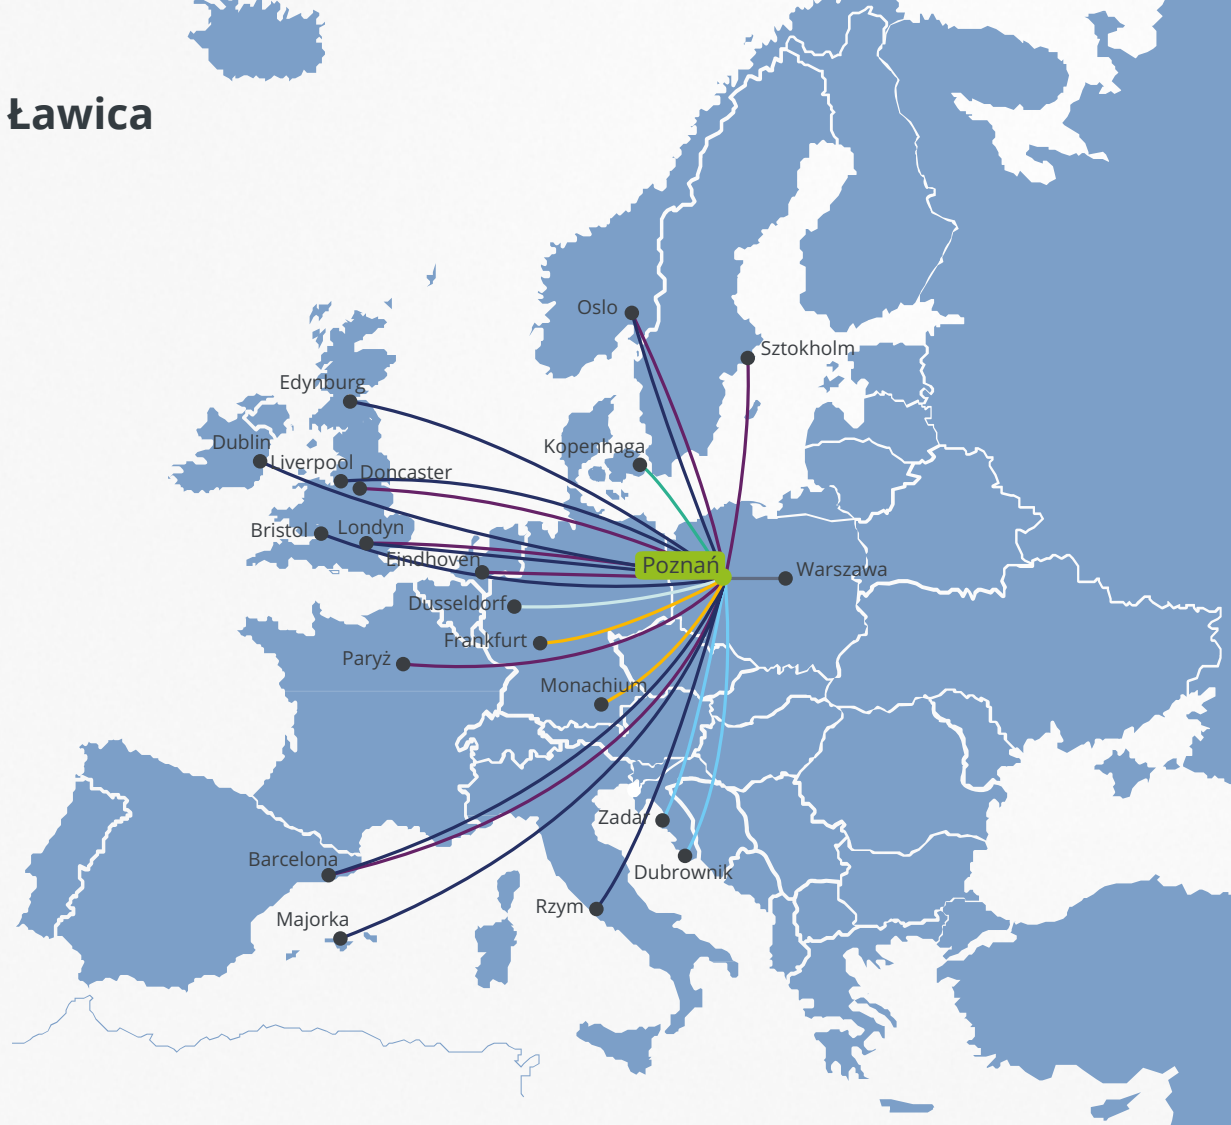 Ławica
Oslo
Sztokholm
Edynburg
Dublin
Kopenhaga
Liverpool
Doncaster
Bristol
Londyn
Eindhoven
Poznań
Warszawa
Dusseldorf
Frankfurt
Paryż
Monachium
Zadar
Barcelona
Dubrownik
Rzym
Majorka